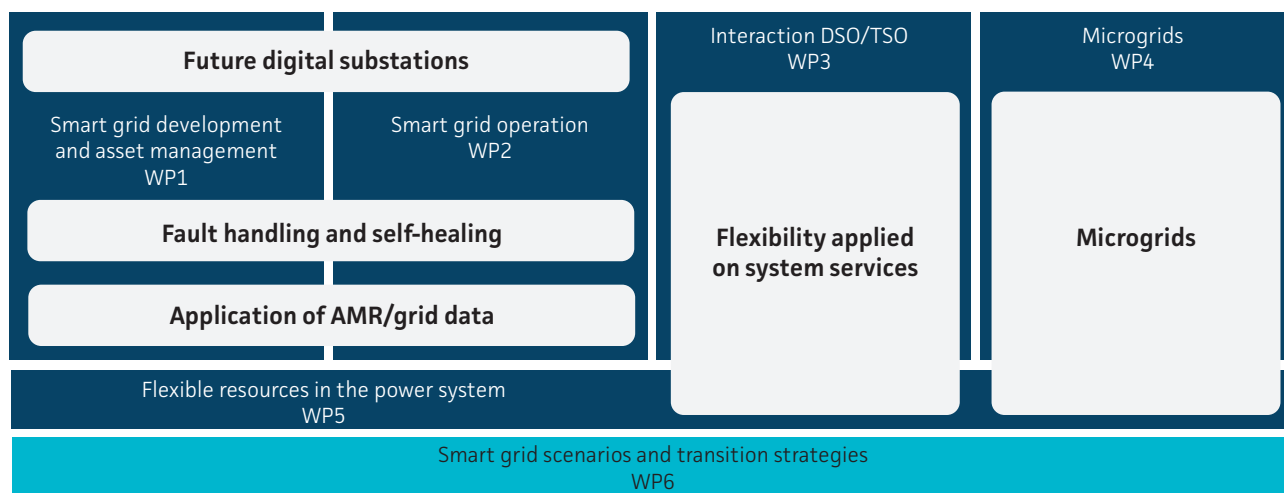 Future digital substations
Smart grid development
and asset management
WP1
Smart grid operation
WP2
Fault handling and self-healing
Application of AMR/grid data
Interaction DSO/TSO
WP3
Flexibility applied
on system services
Microgrids
WP4
Microgrids
Flexible resources in the power system
WP5
Smart grid scenarios and transition strategies
WP6